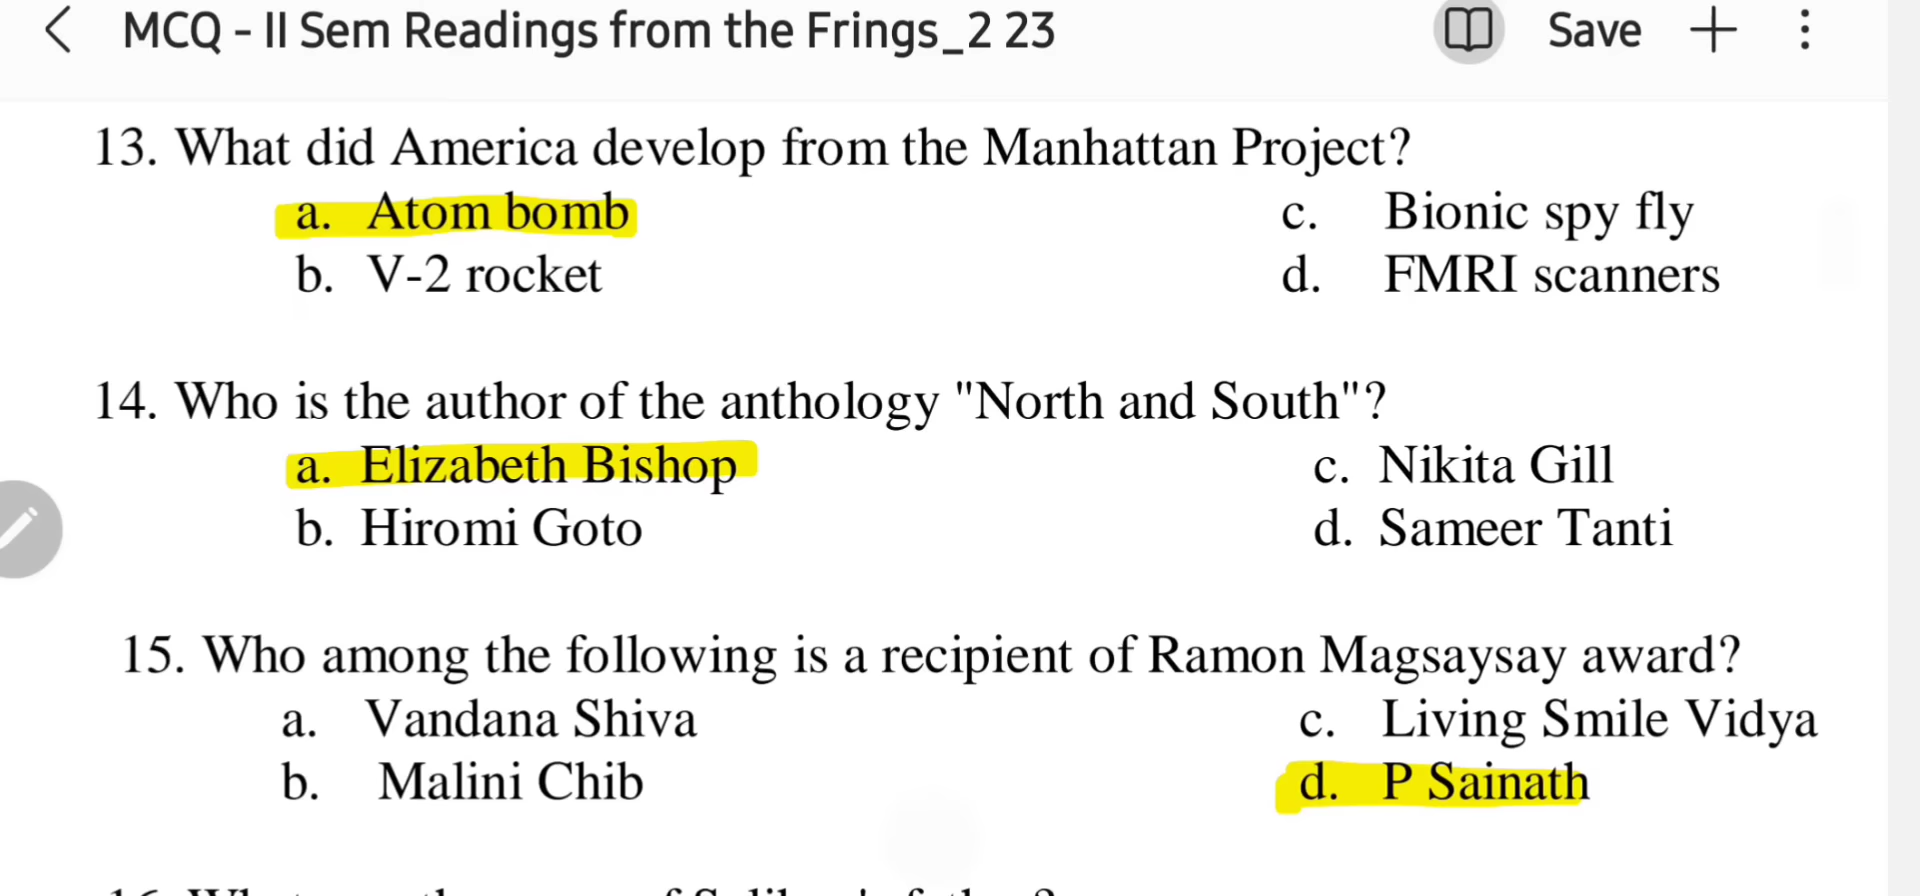 MCQ - II Sem Readings from the Frings_2 23 Save
13. What did America develop from the Manhattan Project?
a. Atom bomb c. Bionic spy fly
b. V-2 rocket d. FMRI scanners
14. Who is the author of the anthology "North and South"?
a. Elizabeth Bishop c. Nikita Gill
b. Hiromi Goto d. Sameer Tanti
15. Who among the following is a recipient of Ramon Magsaysay award?
a. Vandana Shiva c. Living Smile Vidya
b. Malini Chib d. P Sainath